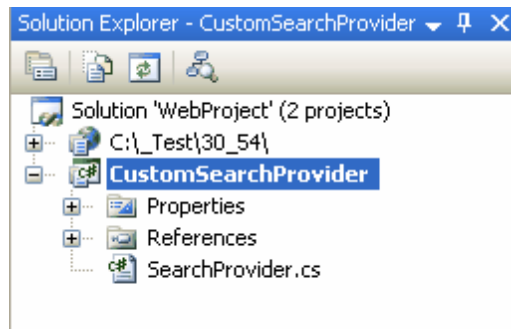 Solution Explorer - CustomSearchProvider
Solution 'WebProject' (2 projects)
C:\_Test\30_54\
CustomSearchProvider
Properties
References
SearchProvider.cs